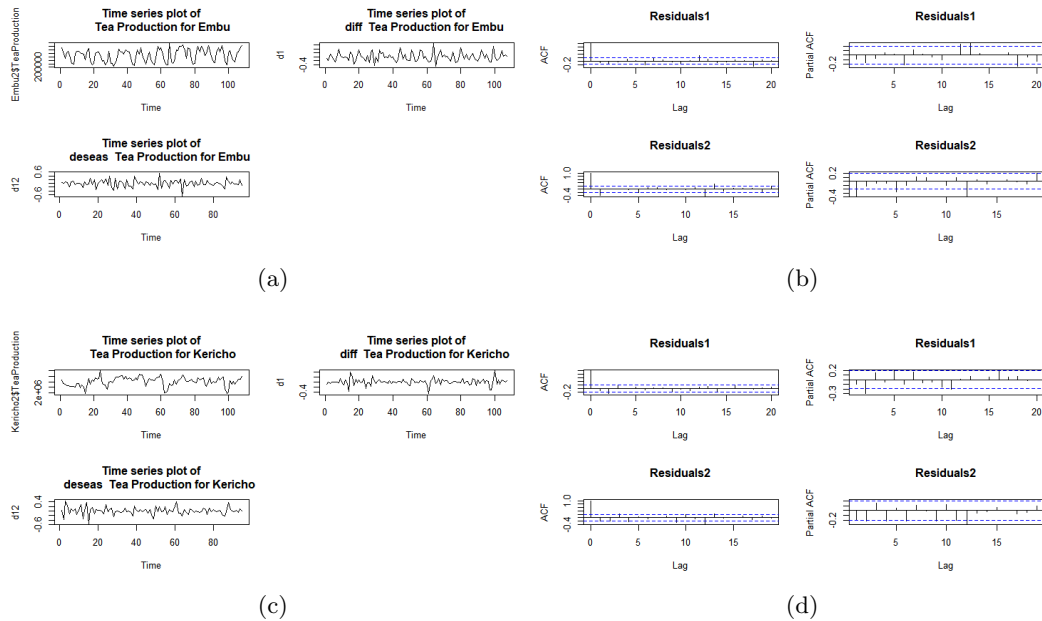 Time series plot of
Tea Production for Embu
Embu2$TeaProduction
200000
0 20 40 60 80 100
Time
Time series plot of
diff Tea Production for Embu
d1
-0.4
0 20 40 60 80 100
Time
Time series plot of
deseas Tea Production for Embu
d12
-0.6 0.6
0 20 40 60 80
Time
(a)
Residuals1
ACF
-0.2
0 5 10 15 20
Lag
Residuals1
Partial ACF
-0.2
5 10 15 20
Lag
Residuals2
ACF
-0.4 1.0
0 5 10 15
Lag
Residuals2
Partial ACF
-0.4 0.2
5 10 15
Lag
(b)
Time series plot of
Tea Production for Kericho
Kericho2$TeaProduction
2e+06
0 20 40 60 80 100
Time
Time series plot of
diff Tea Production for Kericho
d1
-0.4
0 20 40 60 80 100
Time
Time series plot of
deseas Tea Production for Kericho
d12
-0.6 0.4
0 20 40 60 80
Time
(c)
Residuals1
ACF
-0.2
0 5 10 15 20
Lag
Residuals1
Partial ACF
-0.3 0.2
5 10 15 20
Lag
Residuals2
ACF
-0.4 1.0
0 5 10 15
Lag
Residuals2
Partial ACF
-0.2
5 10 15
Lag
(d)